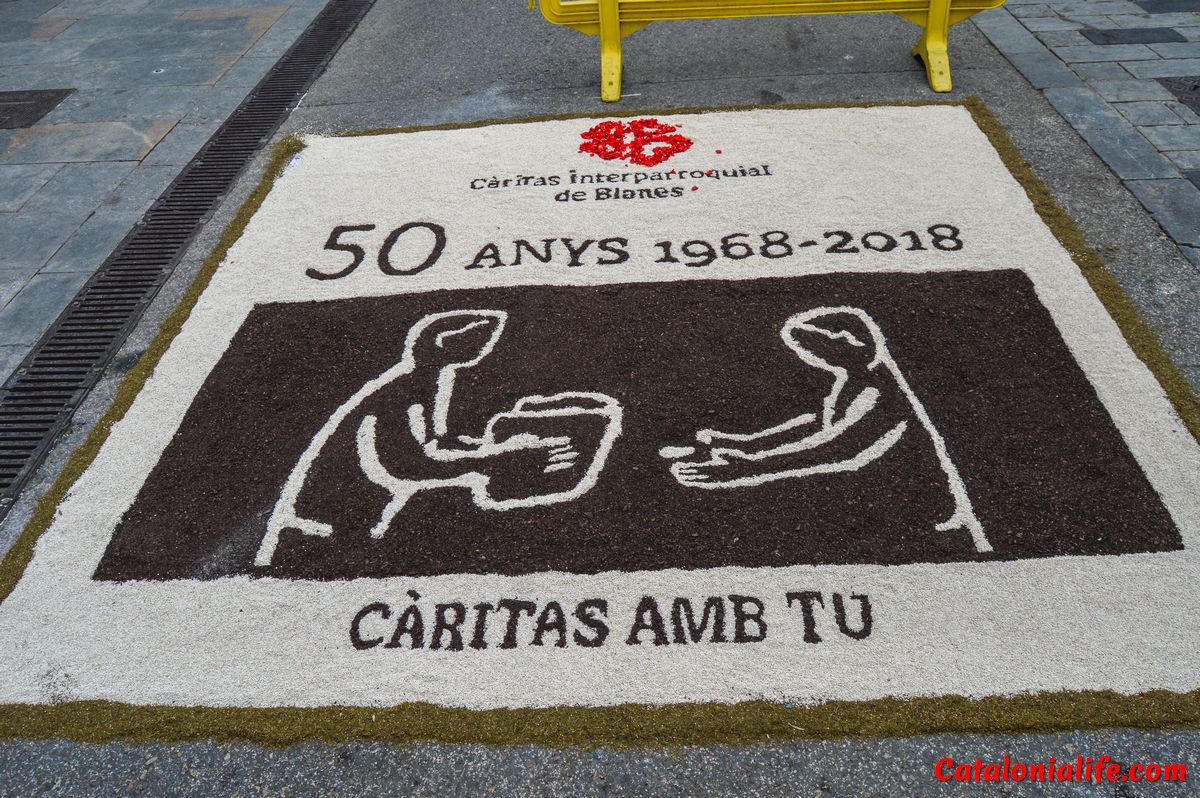 Càritas Interparroquial
de Blanes
50 ANYS 1968-2018
CÀRITAS AMB TU
Catalonialife.com